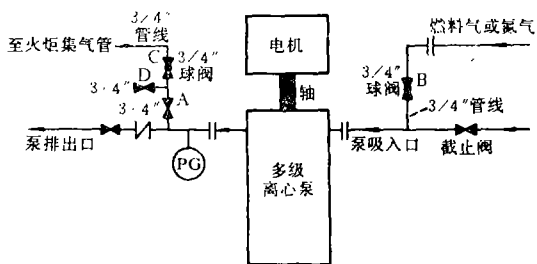 3/4"
管线
至火炬集气管
C
3/4"
球阀
D
3·4"
A
3·4"
泵排出口
PG
电机
轴
多级
离心泵
燃料气或氮气
3/4"
球阀
B
3/4"管线
泵吸入口
截止阀